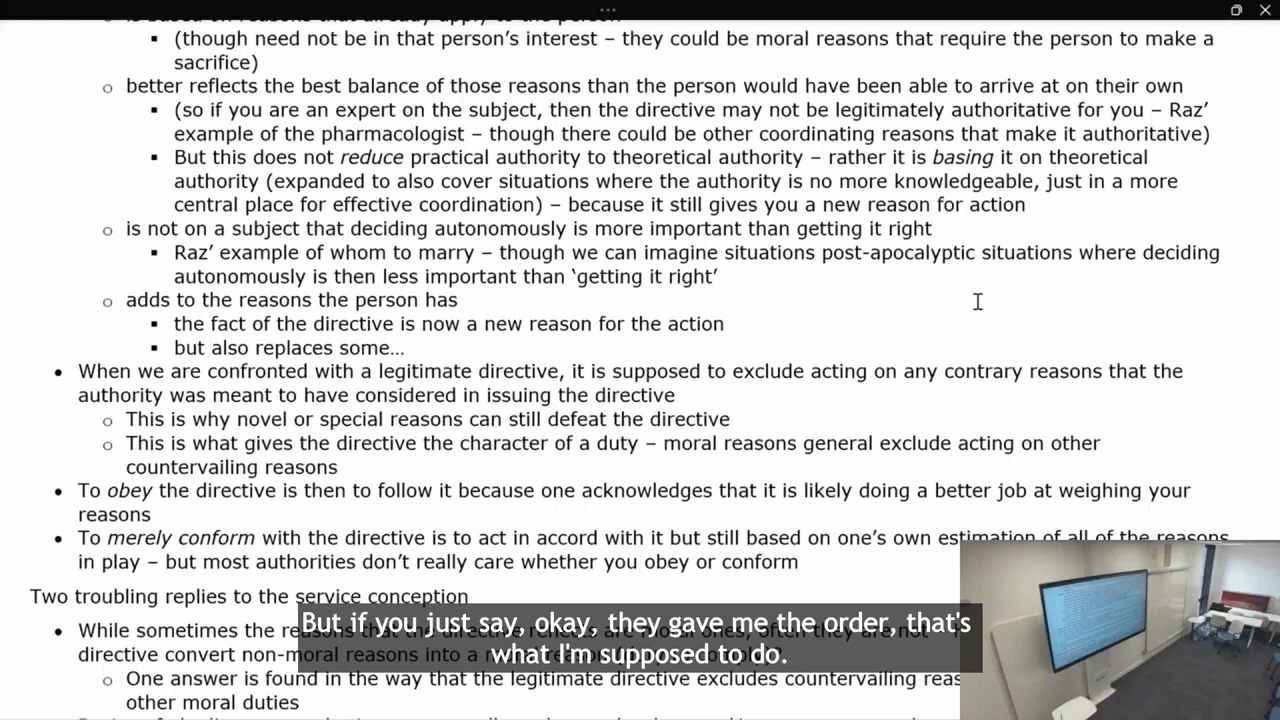 is based on reasons that already apply to the person
▪ (though need not be in that person's interest – they could be moral reasons that require the person to make a
sacrifice)
o better reflects the best balance of those reasons than the person would have been able to arrive at on their own
▪ (so if you are an expert on the subject, then the directive may not be legitimately authoritative for you – Raz'
example of the pharmacologist – though there could be other coordinating reasons that make it authoritative)
▪ But this does not reduce practical authority to theoretical authority – rather it is basing it on theoretical
authority (expanded to also cover situations where the authority is no more knowledgeable, just in a more
central place for effective coordination) – because it still gives you a new reason for action
o is not on a subject that deciding autonomously is more important than getting it right
▪ Raz' example of whom to marry – though we can imagine situations post-apocalyptic situations where deciding
autonomously is then less important than 'getting it right'
o adds to the reasons the person has
▪ the fact of the directive is now a new reason for the action
▪ but also replaces some…
• When we are confronted with a legitimate directive, it is supposed to exclude acting on any contrary reasons that the
authority was meant to have considered in issuing the directive
o This is why novel or special reasons can still defeat the directive
o This is what gives the directive the character of a duty – moral reasons general exclude acting on other
countervailing reasons
• To obey the directive is then to follow it because one acknowledges that it is likely doing a better job at weighing your
reasons
• To merely conform with the directive is to act in accord with it but still based on one's own estimation of all of the reasons
in play – but most authorities don't really care whether you obey or conform
Two troubling replies to the service conception
• While sometimes the
directive convert non-moral reasons into a
o One answer is found in the way that the legitimate directive excludes countervailing
other moral duties
But if you just say, okay, they gave me the order, that's
what I'm supposed to do.